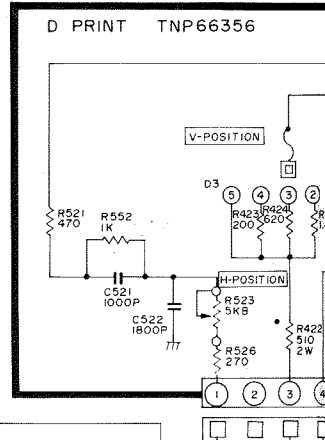 D PRINT TNP66356
V-POSITION
D3
5 4 3 2
R423
200
R424
620
R521
470
R552
1K
C521
1000P
C522
1800P
H-POSITION
R523
5KB
R526
270
R422
510
2W
1 2 3 4